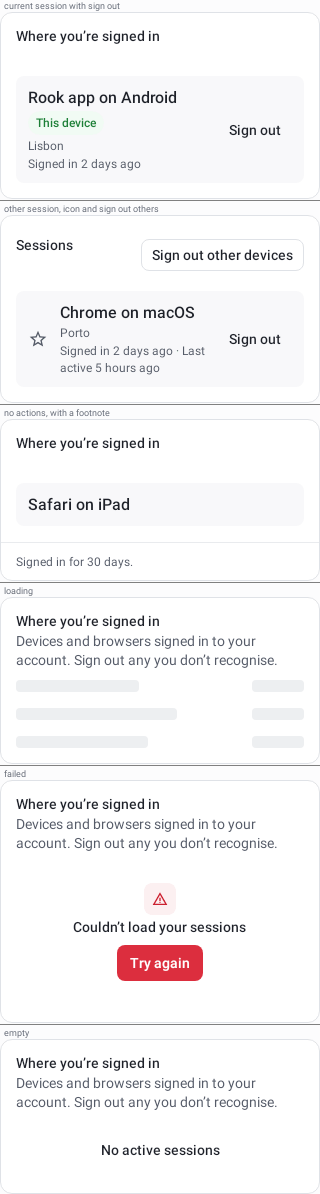 current session with sign out
Where you’re signed in
Rook app on Android
This device
Lisbon
Signed in 2 days ago
Sign out
other session, icon and sign out others
Sessions
Sign out other devices
Chrome on macOS
Porto
Signed in 2 days ago · Last
active 5 hours ago
Sign out
no actions, with a footnote
Where you’re signed in
Safari on iPad
Signed in for 30 days.
loading
Where you’re signed in
Devices and browsers signed in to your
account. Sign out any you don’t recognise.
failed
Where you’re signed in
Devices and browsers signed in to your
account. Sign out any you don’t recognise.
Couldn’t load your sessions
Try again
empty
Where you’re signed in
Devices and browsers signed in to your
account. Sign out any you don’t recognise.
No active sessions